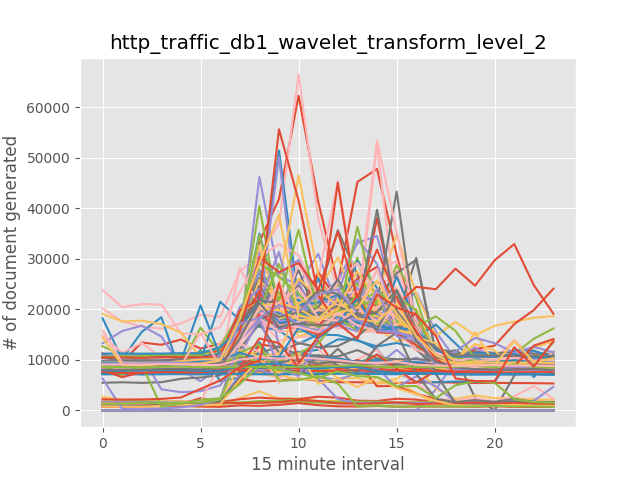 http_traffic_db1_wavelet_transform_level_2
# of document generated
60000
50000
40000
30000
20000
10000
0
0 5 10 15 20
15 minute interval